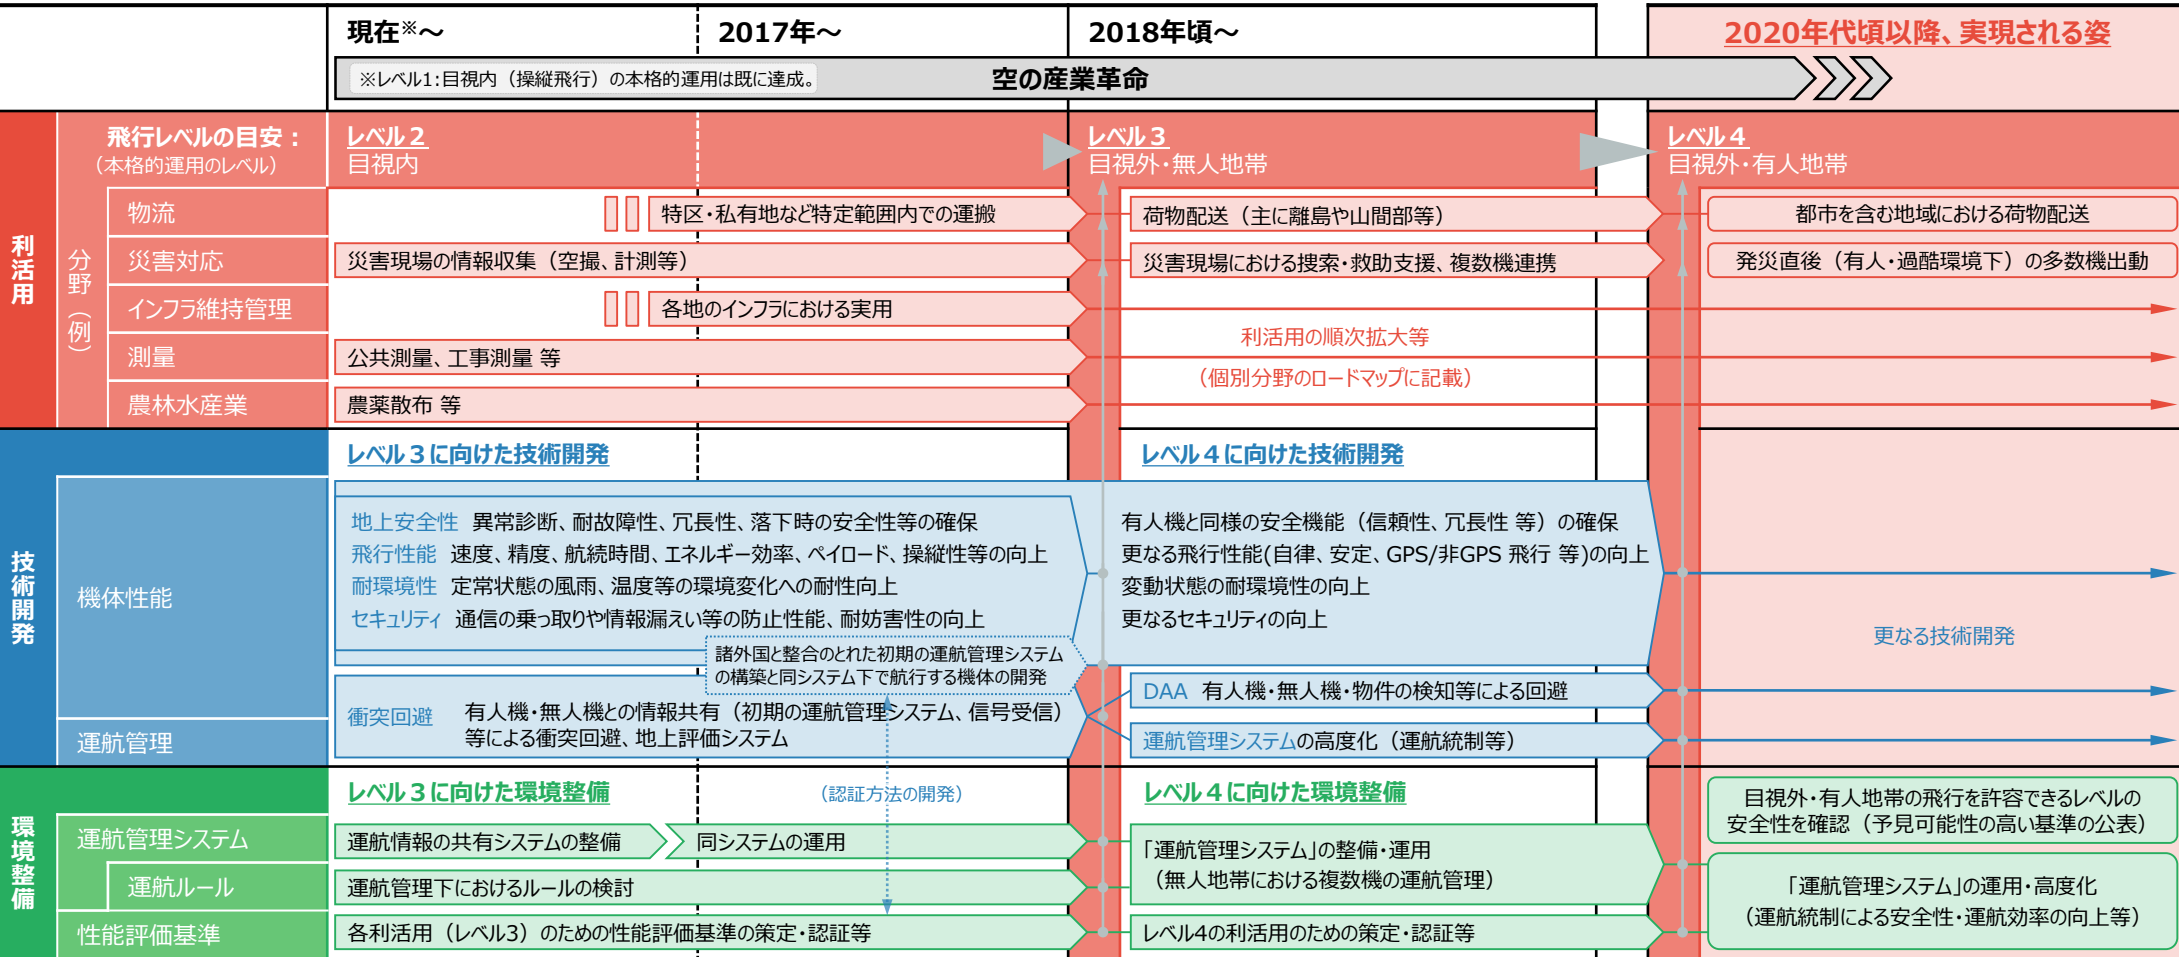 現在※～
2017年～
2018年頃～
2020年代頃以降、実現される姿
※レベル1:目視内（操縦飛行）の本格的運用は既に達成。
空の産業革命
利活用
飛行レベルの目安：
（本格的運用のレベル）
レベル２
目視内
レベル３
目視外・無人地帯
レベル４
目視外・有人地帯
分野（例）
物流
特区・私有地など特定範囲内での運搬
荷物配送（主に離島や山間部等）
都市を含む地域における荷物配送
災害対応
災害現場の情報収集（空撮、計測等）
災害現場における捜索・救助支援、複数機連携
発災直後（有人・過酷環境下）の多数機出動
インフラ維持管理
各地のインフラにおける実用
利活用の順次拡大等
測量
公共測量、工事測量 等
（個別分野のロードマップに記載）
農林水産業
農薬散布 等
技術開発
レベル３に向けた技術開発
レベル４に向けた技術開発
機体性能
地上安全性 異常診断、耐故障性、冗長性、落下時の安全性等の確保
飛行性能 速度、精度、航続時間、エネルギー効率、ペイロード、操縦性等の向上
耐環境性 定常状態の風雨、温度等の環境変化への耐性向上
セキュリティ 通信の乗っ取りや情報漏えい等の防止性能、耐妨害性の向上
有人機と同様の安全機能（信頼性、冗長性 等）の確保
更なる飛行性能(自律、安定、GPS/非GPS 飛行 等)の向上
変動状態の耐環境性の向上
更なるセキュリティの向上
更なる技術開発
諸外国と整合のとれた初期の運航管理システム
の構築と同システム下で航行する機体の開発
衝突回避 有人機・無人機との情報共有（初期の運航管理システム、信号受信）
等による衝突回避、地上評価システム
DAA 有人機・無人機・物件の検知等による回避
運航管理
運航管理システムの高度化（運航統制等）
環境整備
レベル３に向けた環境整備
（認証方法の開発）
レベル４に向けた環境整備
目視外・有人地帯の飛行を許容できるレベルの
安全性を確認（予見可能性の高い基準の公表）
運航管理システム
運航情報の共有システムの整備
同システムの運用
「運航管理システム」の整備・運用
（無人地帯における複数機の運航管理）
運航ルール
運航管理下におけるルールの検討
「運航管理システム」の運用・高度化
（運航統制による安全性・運航効率の向上等）
性能評価基準
各利活用（レベル3）のための性能評価基準の策定・認証等
レベル4の利活用のための策定・認証等